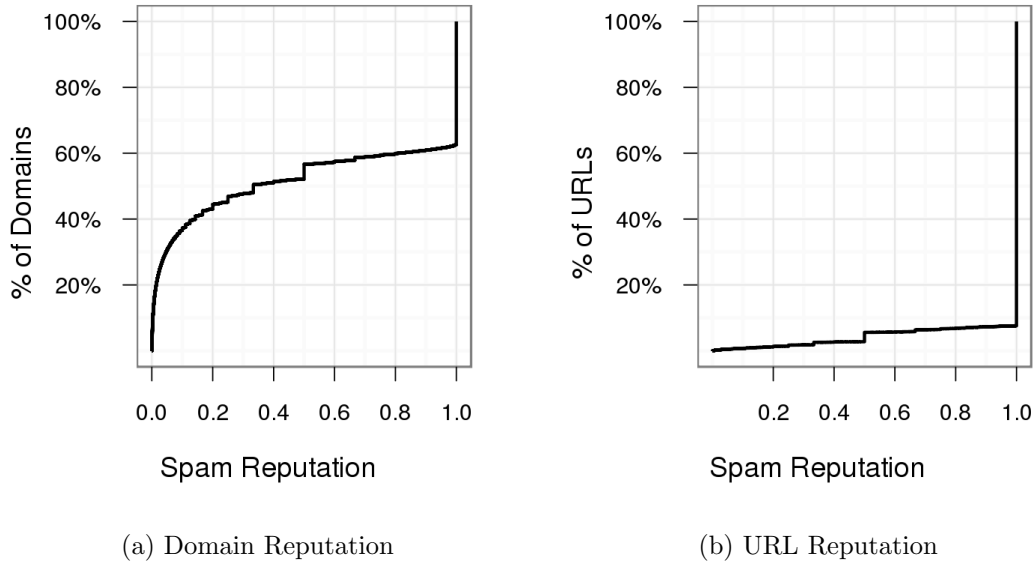 100%
80%
60%
40%
20%
% of Domains
0.0 0.2 0.4 0.6 0.8 1.0
Spam Reputation
(a) Domain Reputation
100%
80%
60%
40%
20%
% of URLs
0.2 0.4 0.6 0.8 1.0
Spam Reputation
(b) URL Reputation